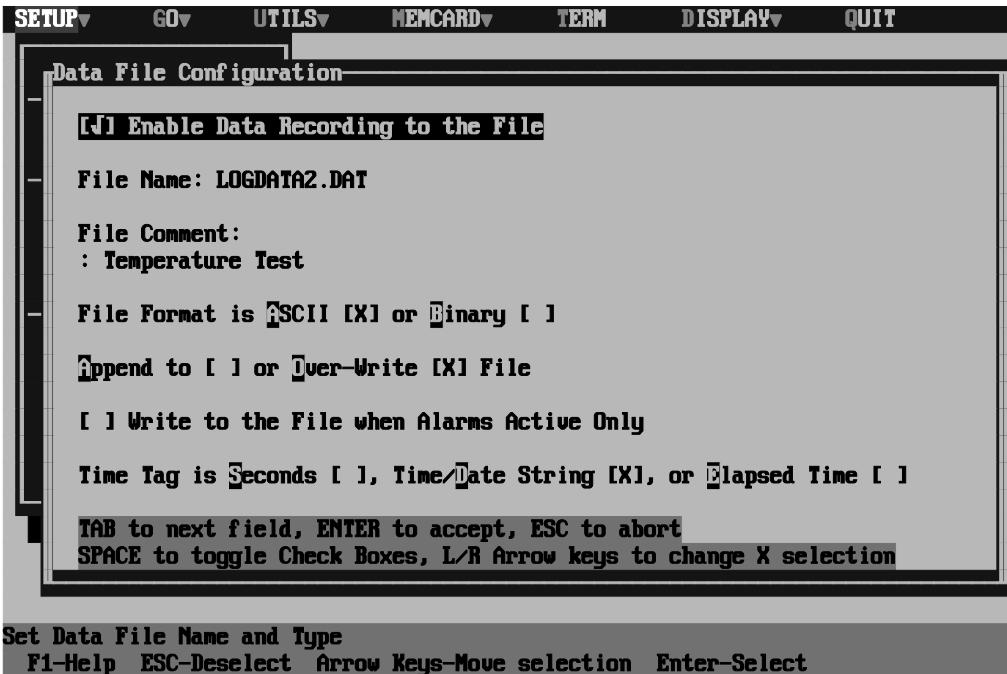 SETUP▼ GO▼ UTILS▼ MEMCARD▼ TERM DISPLAY▼ QUIT
Data File Configuration
[√] Enable Data Recording to the File
File Name: LOGDATA2.DAT
File Comment:
: Temperature Test
File Format is ASCII [X] or Binary [ ]
Append to [ ] or Over-Write [X] File
[ ] Write to the File when Alarms Active Only
Time Tag is Seconds [ ], Time/Date String [X], or Elapsed Time [ ]
TAB to next field, ENTER to accept, ESC to abort
SPACE to toggle Check Boxes, L/R Arrow keys to change X selection
Set Data File Name and Type
F1-Help ESC-Deselect Arrow Keys-Move selection Enter-Select